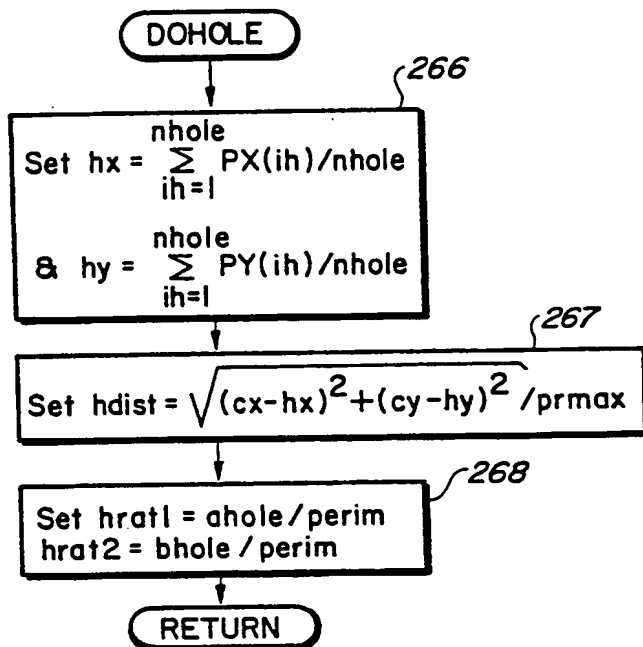 DOHOLE
266
nhole
Set hx = Σ PX(ih)/nhole
ih=1
nhole
& hy = Σ PY(ih)/nhole
ih=1
267
Set hdist = √(cx-hx)²+(cy-hy)² /prmax
268
Set hrat1 = ahole/perim
hrat2 = bhole/perim
RETURN